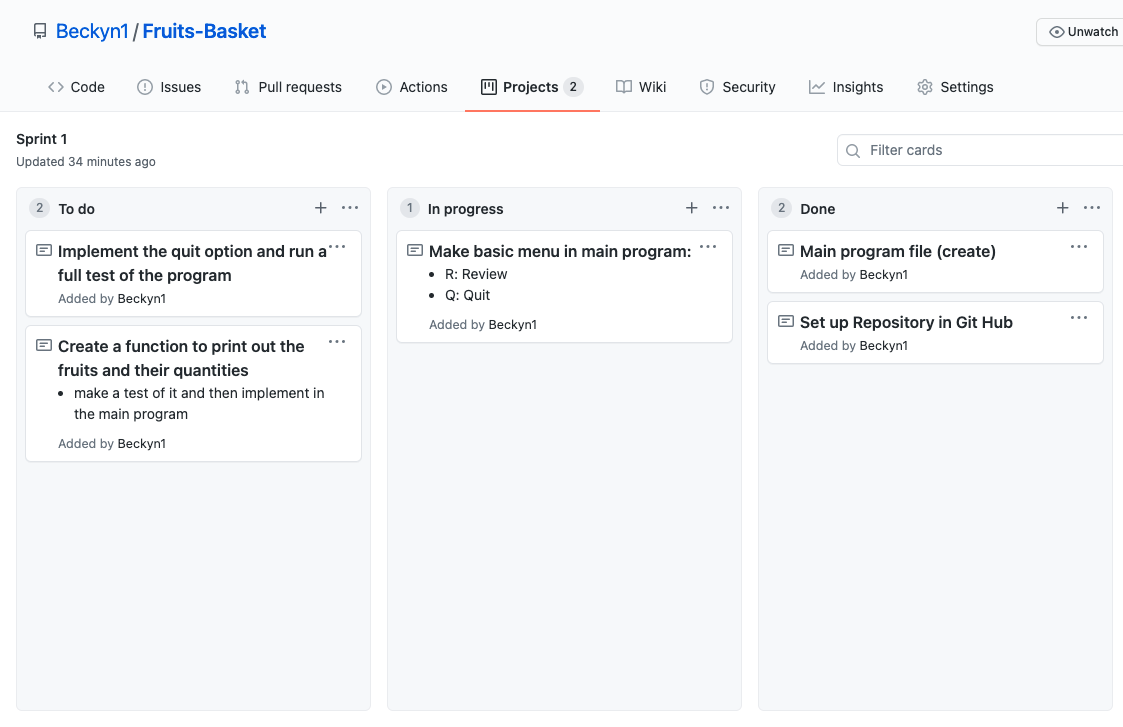 Beckyn1 / Fruits-Basket
Unwatch
Code Issues Pull requests Actions Projects 2 Wiki Security Insights Settings
Sprint 1
Updated 34 minutes ago
Filter cards
2 To do
Implement the quit option and run a
full test of the program
Added by Beckyn1
Create a function to print out the
fruits and their quantities
• make a test of it and then implement in
the main program
Added by Beckyn1
1 In progress
Make basic menu in main program:
• R: Review
• Q: Quit
Added by Beckyn1
2 Done
Main program file (create)
Added by Beckyn1
Set up Repository in Git Hub
Added by Beckyn1